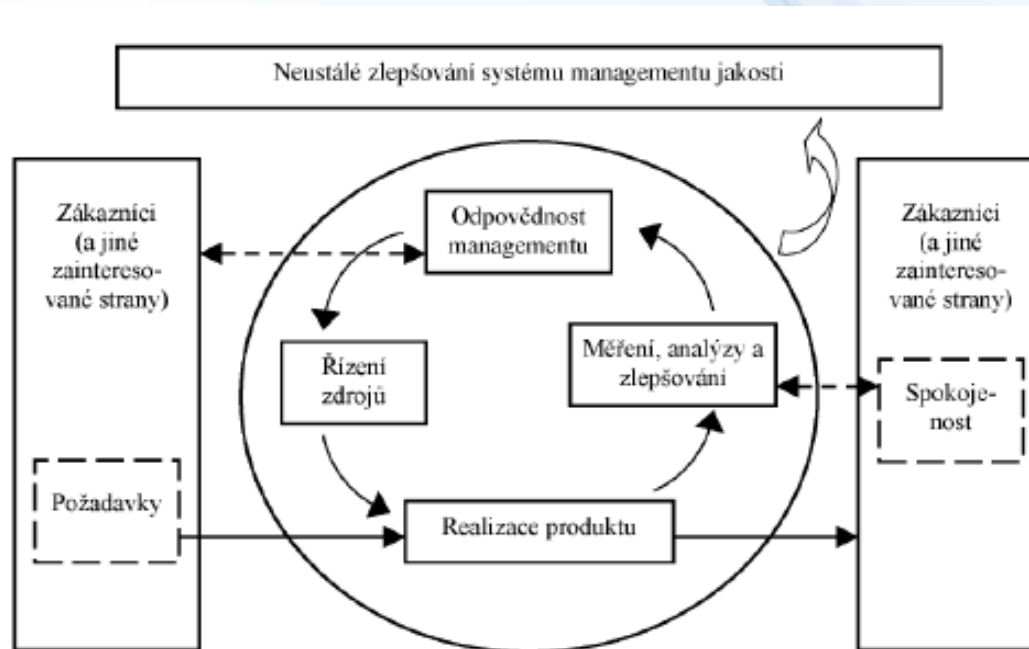 Neustálé zlepšování systému managementu jakosti
Zákazníci
(a jiné
zaintereso-
vané strany)
Požadavky
Odpovědnost
managementu
Řízení
zdrojů
Měření, analýzy a
zlepšování
Realizace produktu
Zákazníci
(a jiné
zaintereso-
vané strany)
Spokoje-
nost